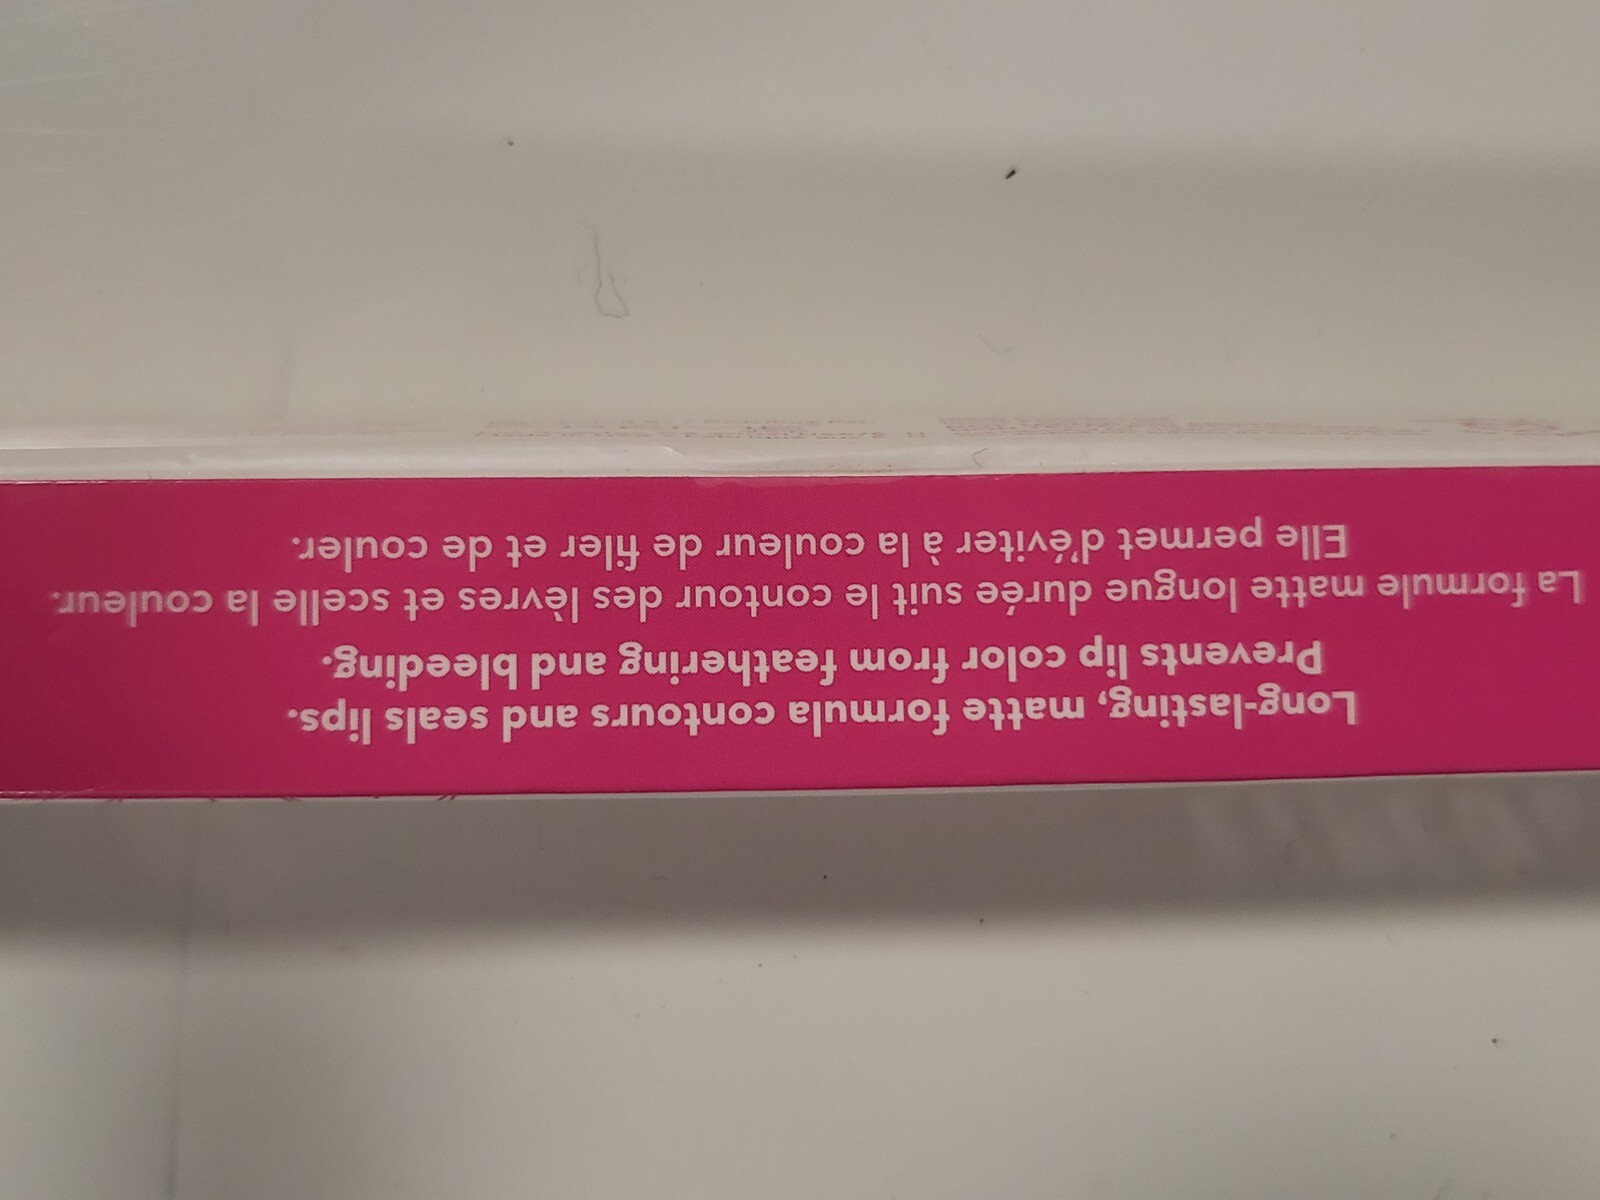 Long-lasting, matte formula contours and seals lips.
Prevents lip color from feathering and bleeding.
La formule matte longue durée suit le contour des lèvres et scelle la couleur.
Elle permet d'éviter à la couleur de filer et de couler.